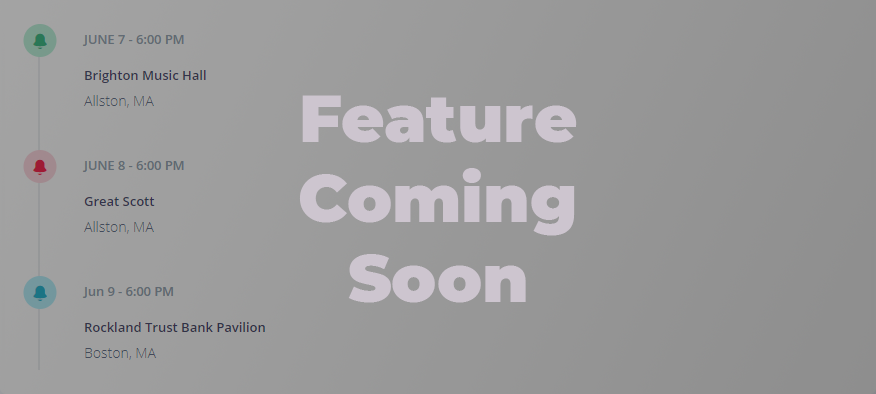 JUNE 7 - 6:00 PM
Brighton Music Hall
Allston, MA
JUNE 8 - 6:00 PM
Great Scott
Allston, MA
Jun 9 - 6:00 PM
Rockland Trust Bank Pavilion
Boston, MA
Feature
Coming
Soon